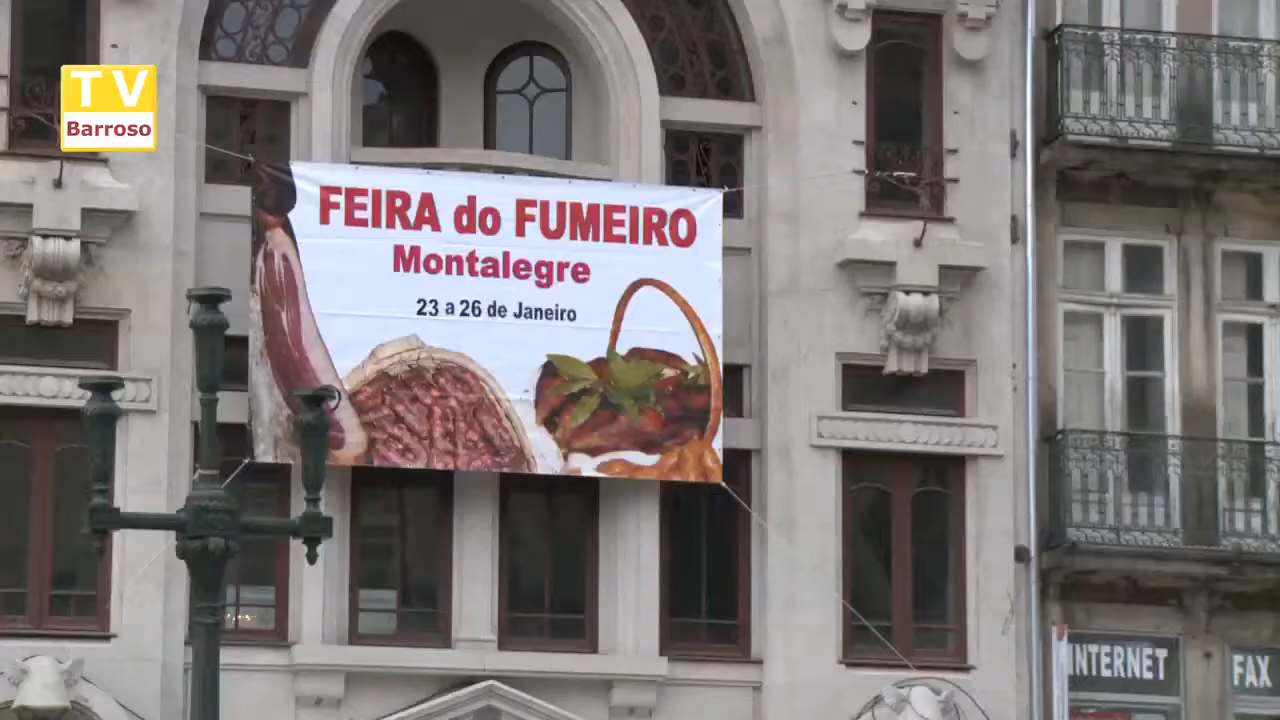 TV
Barroso
FEIRA do FUMEIRO
Montalegre
23 a 26 de Janeiro
INTERNET
FAX